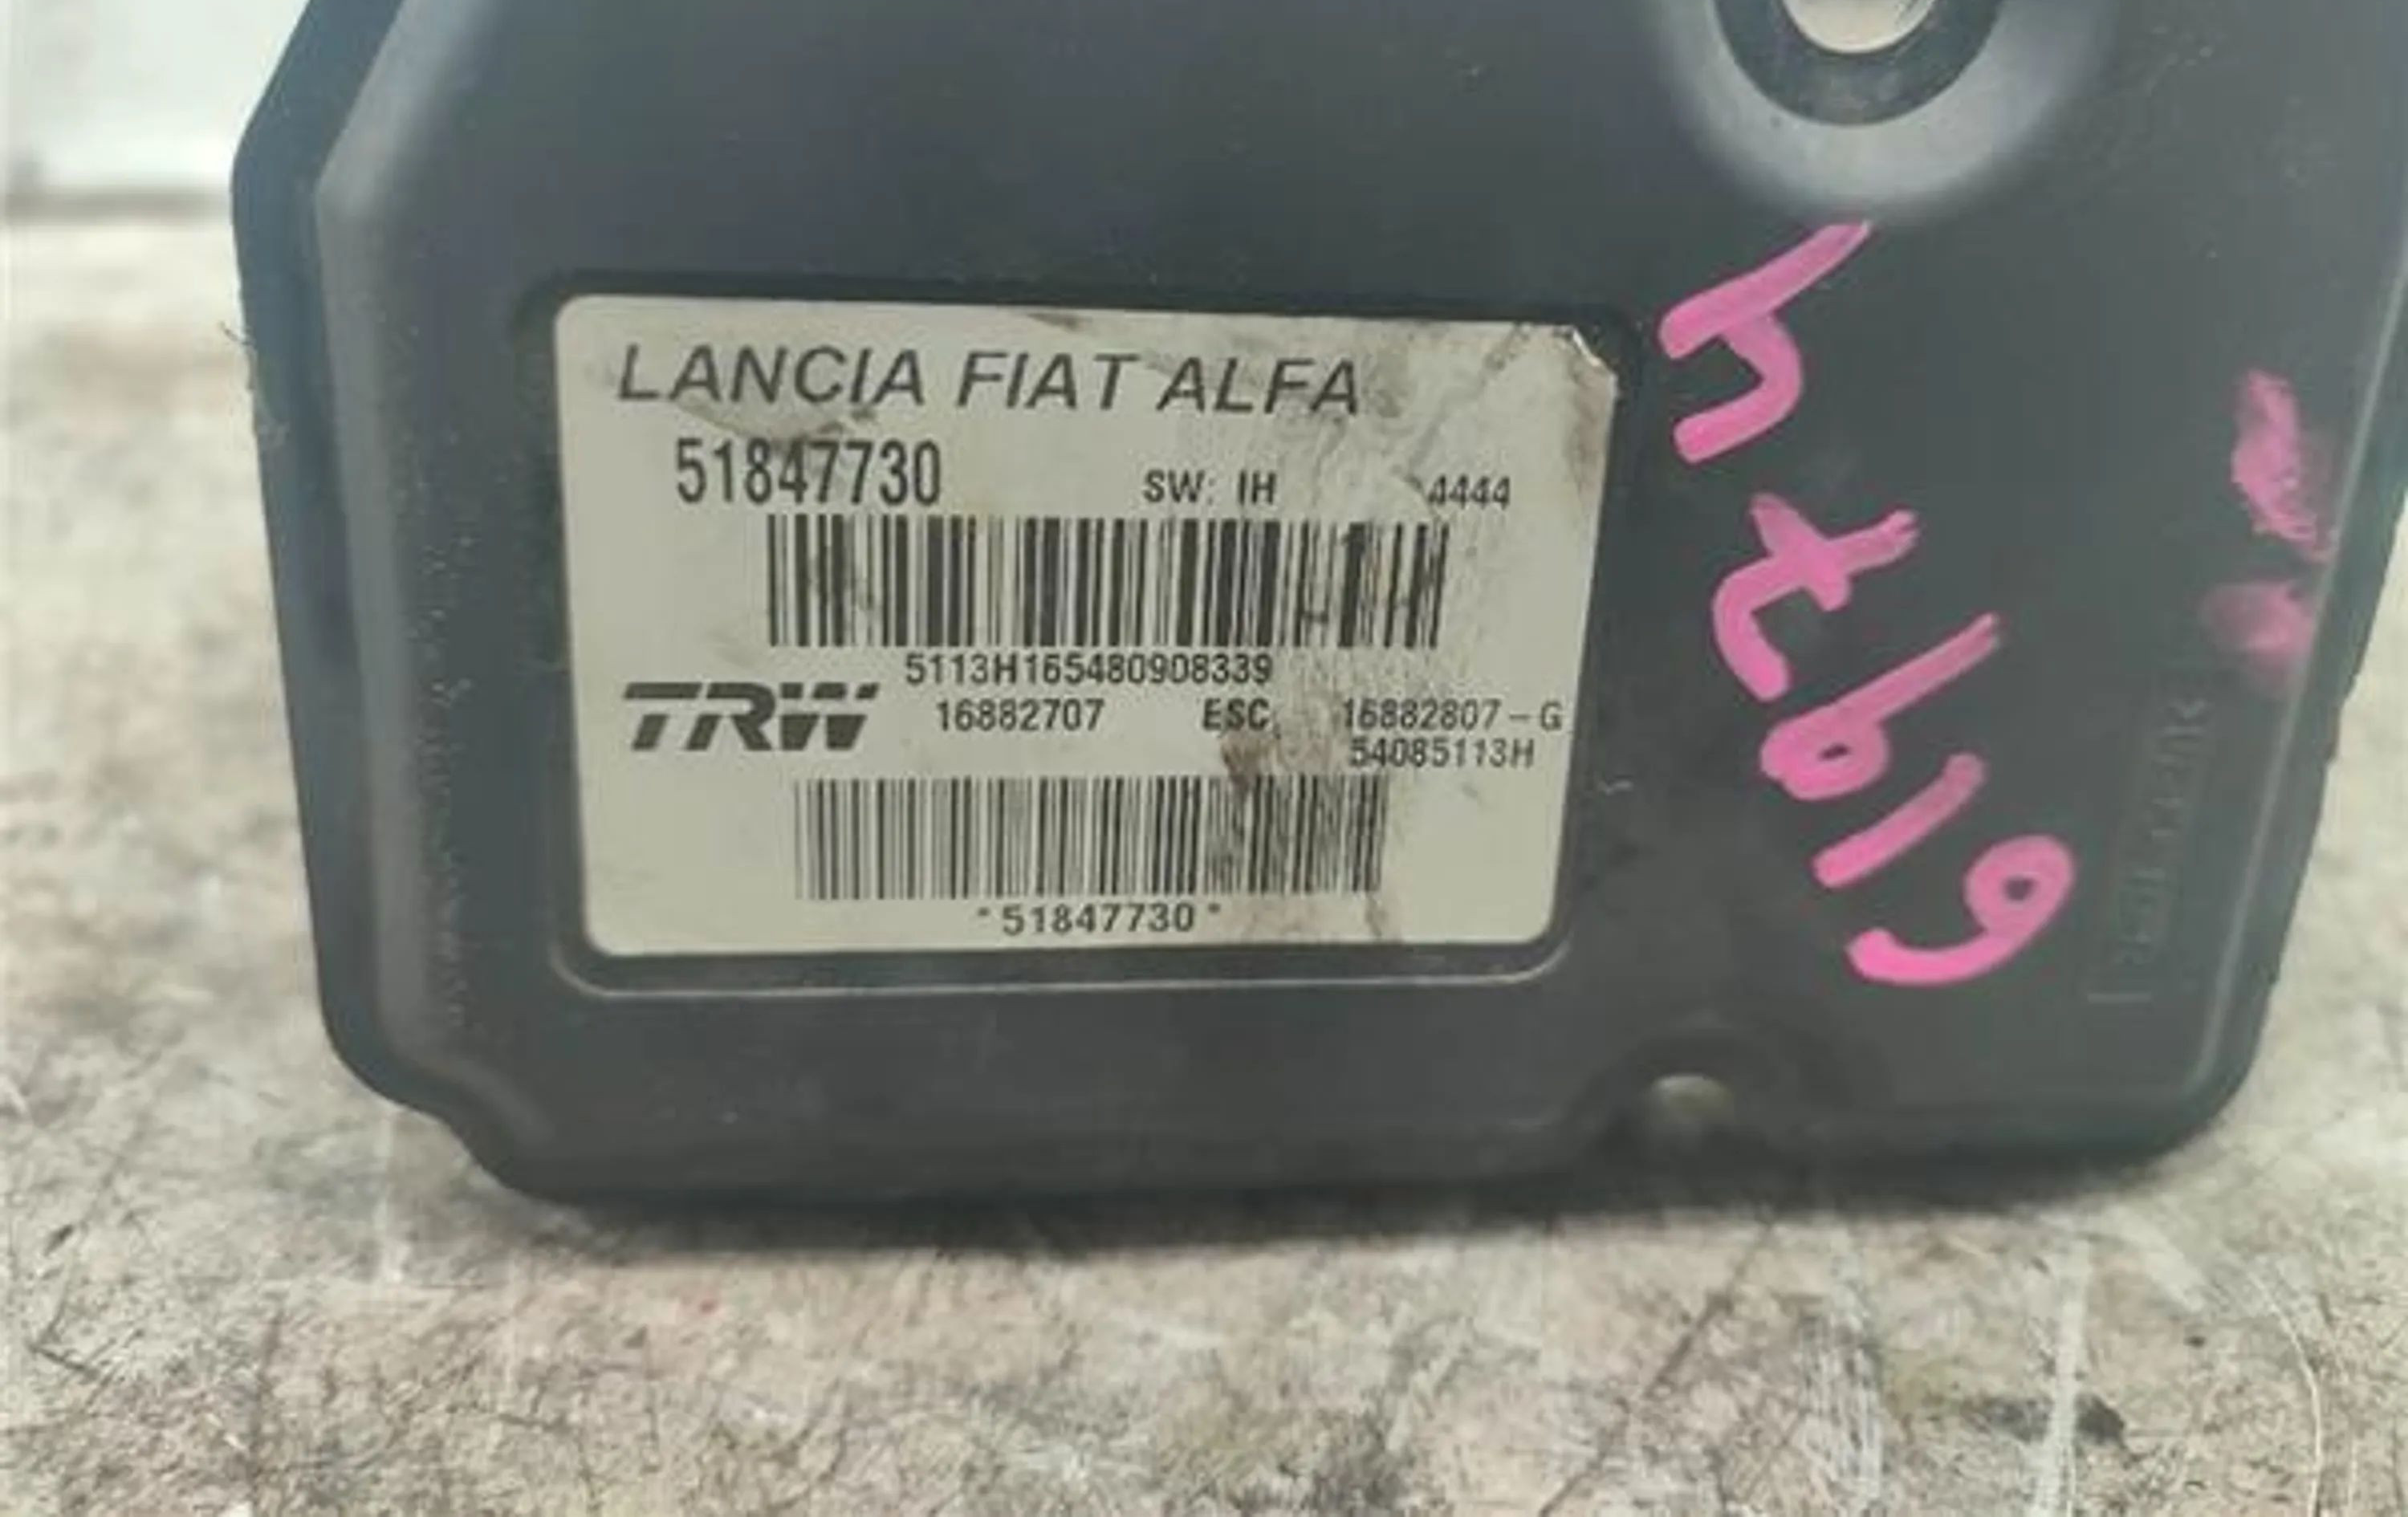 LANCIA FIAT ALFA
51847730 SW: IH 4444
5113H165480908339
TRW 16882707 ESC 16882807-G
54085113H
*51847730*